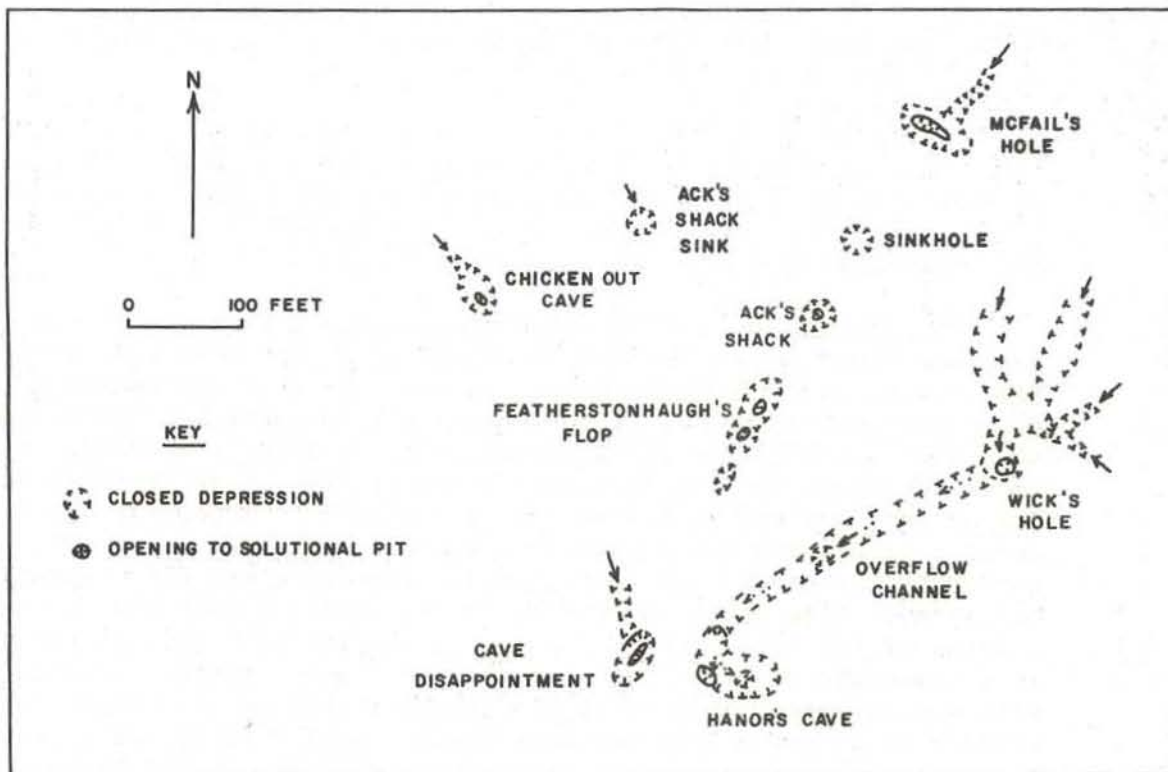 N
MCFAIL'S
HOLE
ACK'S
SHACK
SINK
SINKHOLE
CHICKEN OUT
CAVE
0 100 FEET
ACK'S
SHACK
FEATHERSTONHAUGH'S
FLOP
KEY
CLOSED DEPRESSION
OPENING TO SOLUTIONAL PIT
WICK'S
HOLE
OVERFLOW
CHANNEL
CAVE
DISAPPOINTMENT
HANOR'S CAVE